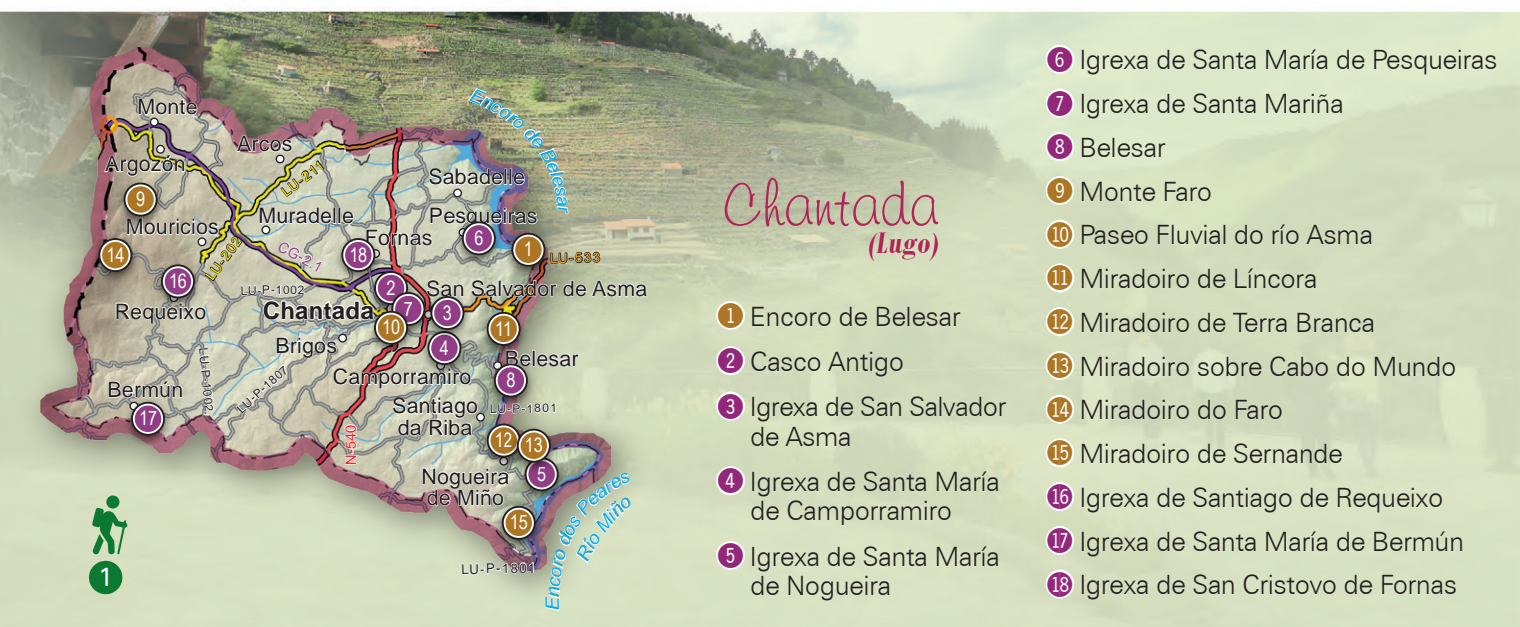 Monte
Argozón
Arcos
LU-211
Encoro de Belesar
9
Mouricios
Muradelle
Sabadelle
Pesqueiras
6
1
14
LU-202
CG-2.1
18
Fornas
LU-533
16
Requeixo
LU-P-1002
2
San Salvador de Asma
Chantada
7
3
10
11
Brigos
4
Belesar
Camporramiro
8
LU-P-1002
LU-P-1807
Bermún
17
Santiago
da Riba
LU-P-1801
N-540
12
13
Nogueira
de Miño
5
15
LU-P-1801
Encoro dos Peares
Río Miño
1
Chantada
(Lugo)
1 Encoro de Belesar
2 Casco Antigo
3 Igrexa de San Salvador
de Asma
4 Igrexa de Santa María
de Camporramiro
5 Igrexa de Santa María
de Nogueira
6 Igrexa de Santa María de Pesqueiras
7 Igrexa de Santa Mariña
8 Belesar
9 Monte Faro
10 Paseo Fluvial do río Asma
11 Miradoiro de Líncora
12 Miradoiro de Terra Branca
13 Miradoiro sobre Cabo do Mundo
14 Miradoiro do Faro
15 Miradoiro de Sernande
16 Igrexa de Santiago de Requeixo
17 Igrexa de Santa María de Bermún
18 Igrexa de San Cristovo de Fornas